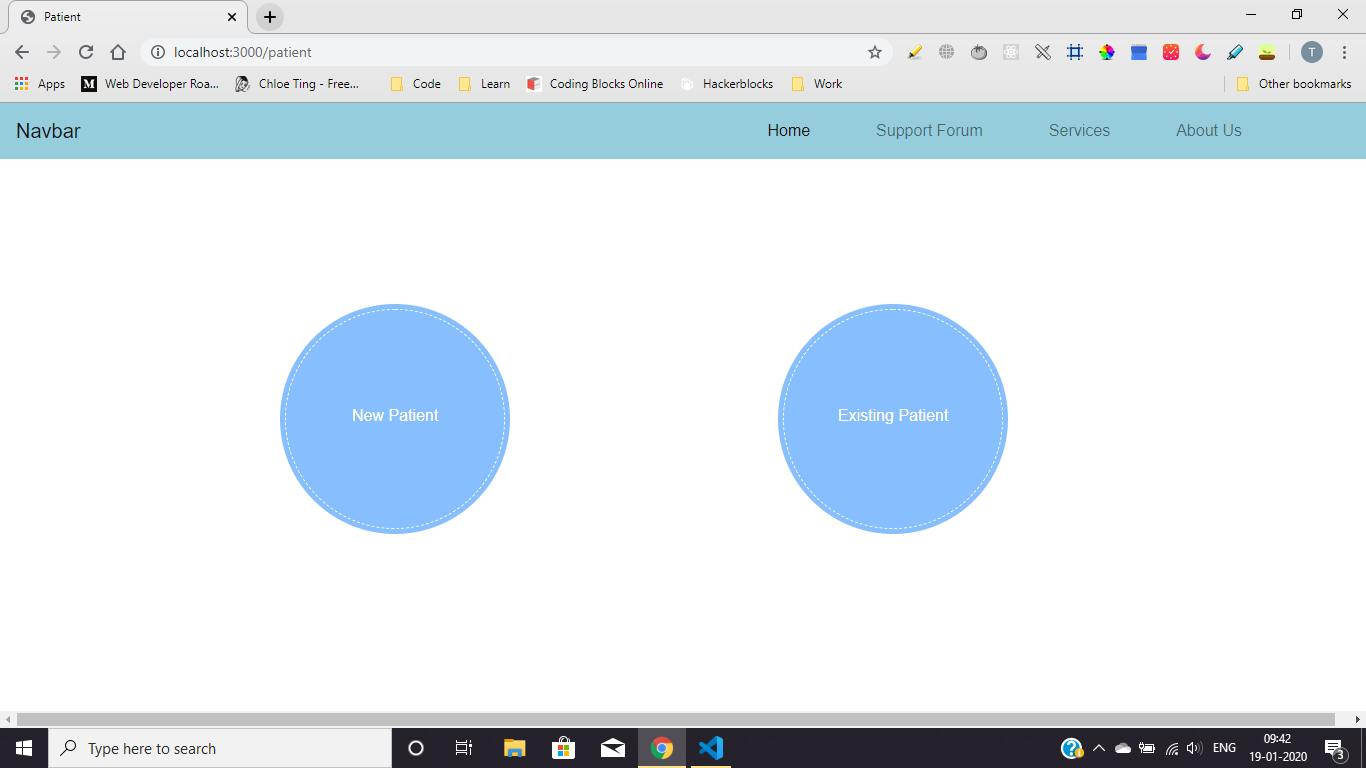 Patient
localhost:3000/patient
T
Apps
M Web Developer Roa...
Chloe Ting - Free...
Code
Learn
Coding Blocks Online
Hackerblocks
Work
Other bookmarks
Navbar
Home
Support Forum
Services
About Us
New Patient
Existing Patient
Type here to search
ENG
09:42
19-01-2020
3